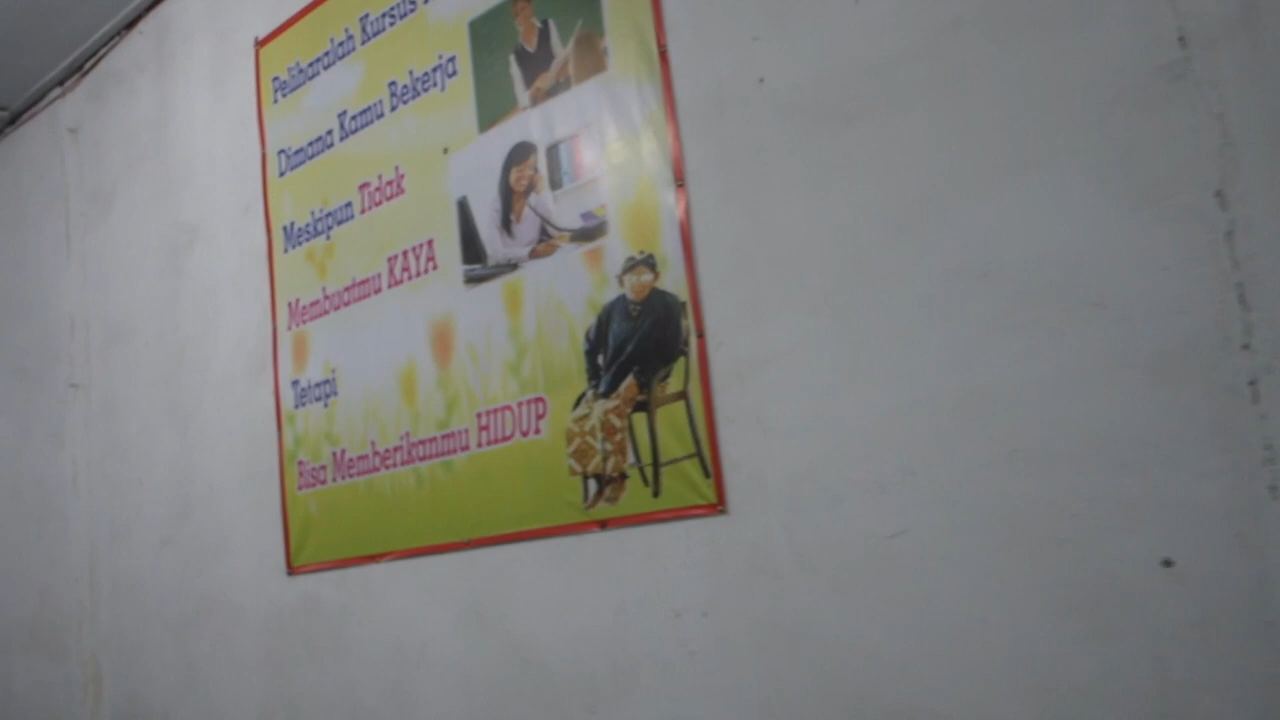 Peliharalah Kursus
Dimana Kamu Bekerja
Meskipun Tidak
Membuatmu KAYA
Tetapi
Bisa Memberikanmu HIDUP